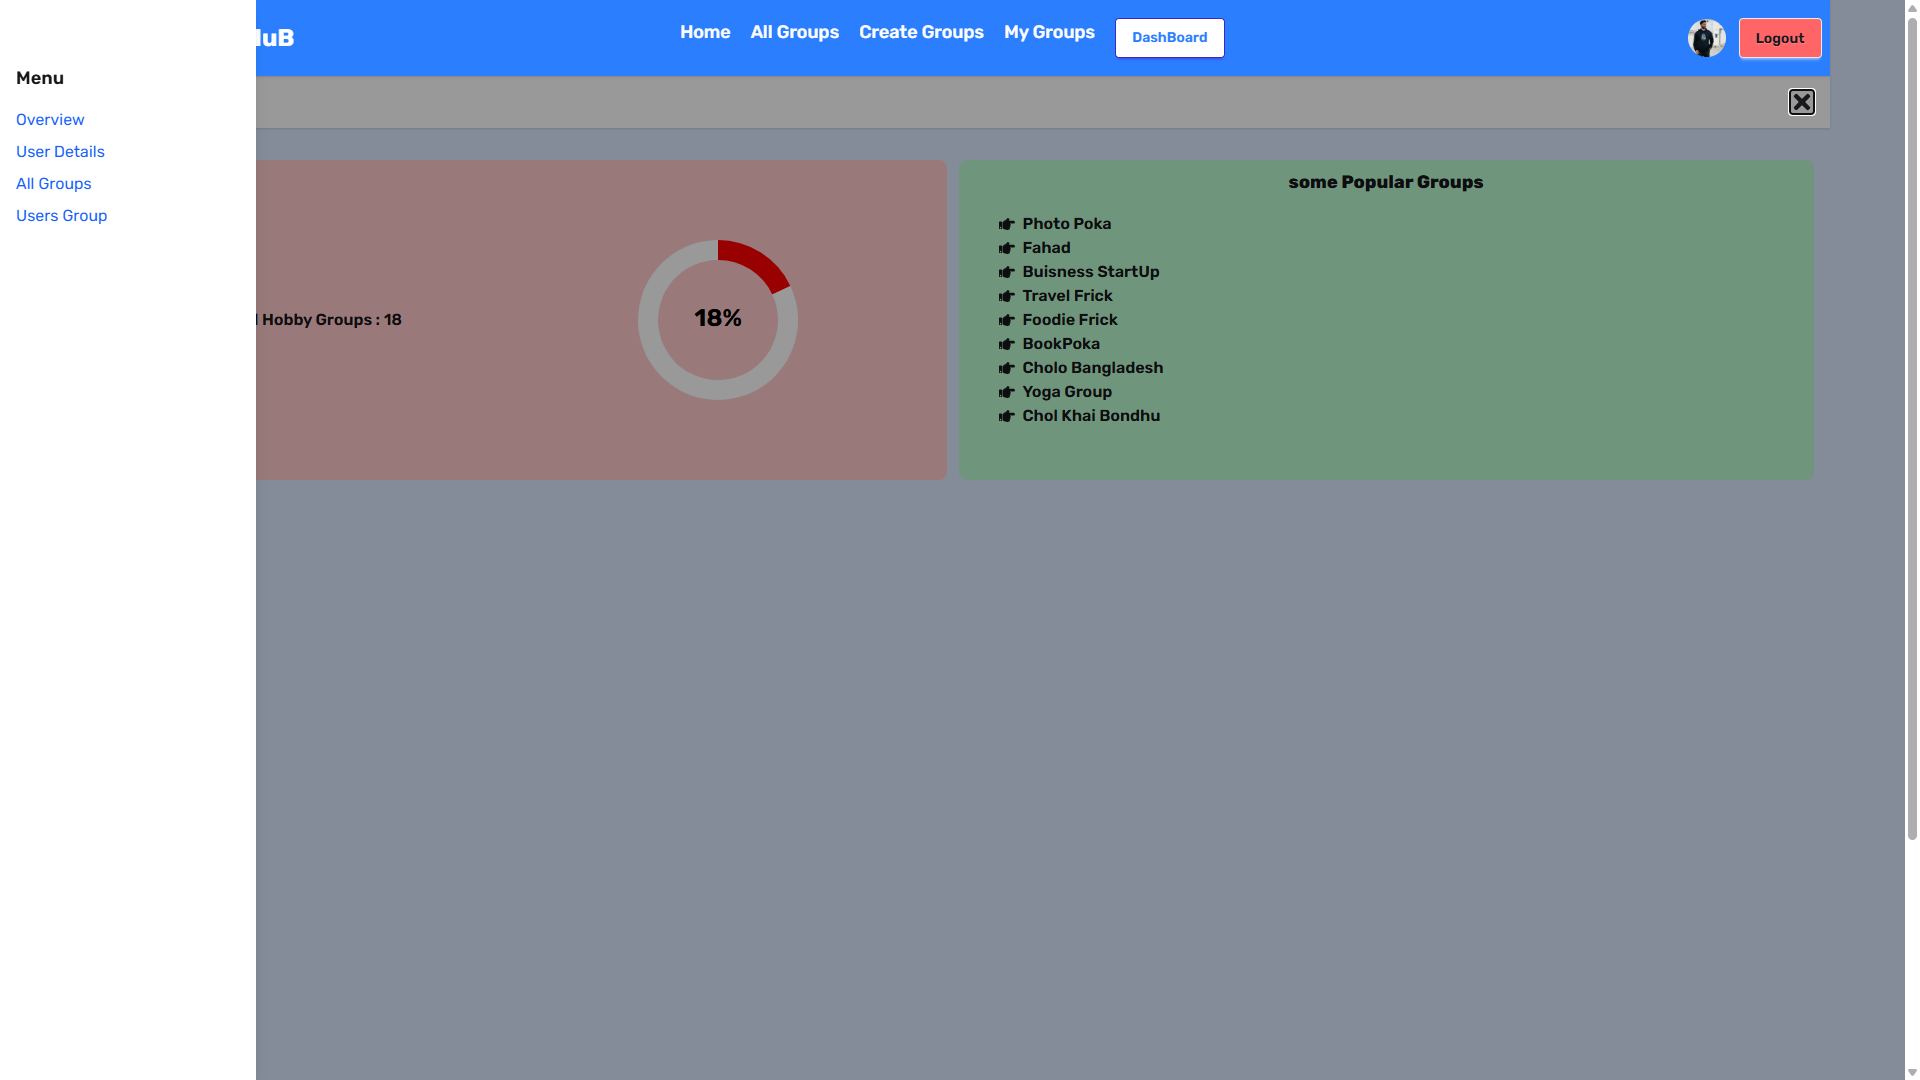 Home All Groups Create Groups My Groups DashBoard Logout
Menu
Overview
User Details
All Groups
Users Group
Hobby Groups : 18
18%
some Popular Groups
Photo Poka
Fahad
Buisness StartUp
Travel Frick
Foodie Frick
BookPoka
Cholo Bangladesh
Yoga Group
Chol Khai Bondhu